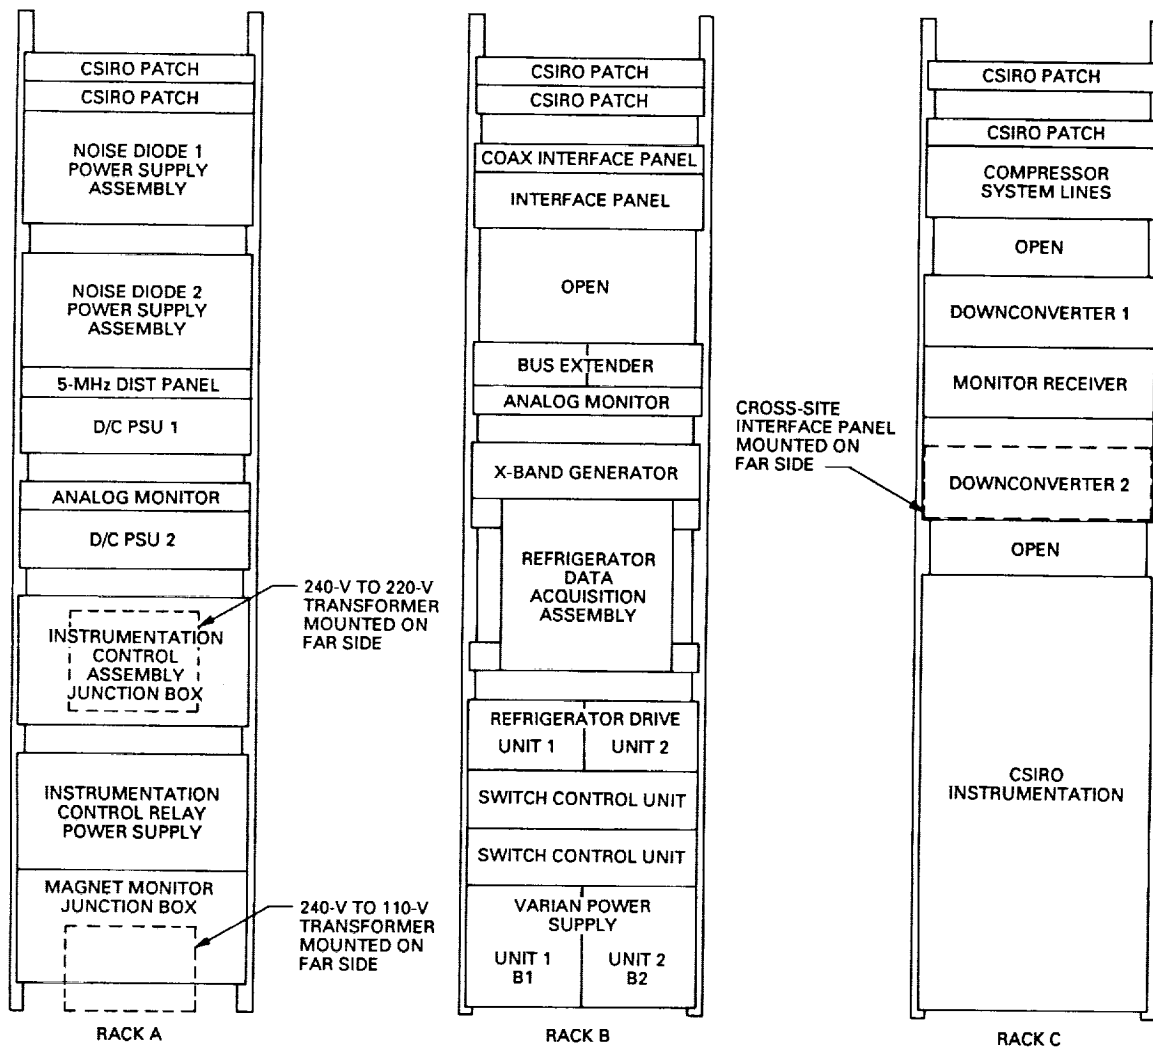 CSIRO PATCH
CSIRO PATCH
NOISE DIODE 1
POWER SUPPLY
ASSEMBLY
NOISE DIODE 2
POWER SUPPLY
ASSEMBLY
5-MHz DIST PANEL
D/C PSU 1
ANALOG MONITOR
D/C PSU 2
INSTRUMENTATION
CONTROL
ASSEMBLY
JUNCTION BOX
240-V TO 220-V
TRANSFORMER
MOUNTED ON
FAR SIDE
INSTRUMENTATION
CONTROL RELAY
POWER SUPPLY
MAGNET MONITOR
JUNCTION BOX
240-V TO 110-V
TRANSFORMER
MOUNTED ON
FAR SIDE
RACK A
CSIRO PATCH
CSIRO PATCH
COAX INTERFACE PANEL
INTERFACE PANEL
OPEN
BUS EXTENDER
ANALOG MONITOR
X-BAND GENERATOR
REFRIGERATOR
DATA
ACQUISITION
ASSEMBLY
REFRIGERATOR DRIVE
UNIT 1 UNIT 2
SWITCH CONTROL UNIT
SWITCH CONTROL UNIT
VARIAN POWER
SUPPLY
UNIT 1 UNIT 2
B1 B2
RACK B
CSIRO PATCH
CSIRO PATCH
COMPRESSOR
SYSTEM LINES
OPEN
DOWNCONVERTER 1
MONITOR RECEIVER
CROSS-SITE
INTERFACE PANEL
MOUNTED ON
FAR SIDE
DOWNCONVERTER 2
OPEN
CSIRO
INSTRUMENTATION
RACK C